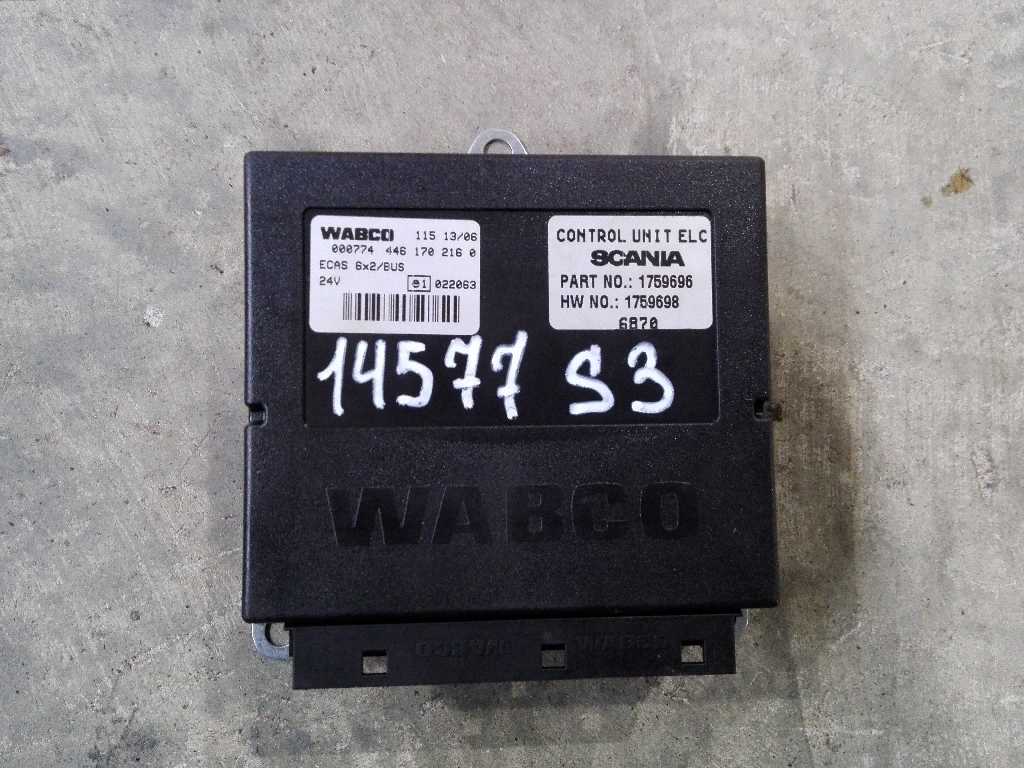 WABCO 115 13/06
000774 446 170 216 0
ECAS 6x2/BUS
24V e1 022063
CONTROL UNIT ELC
SCANIA
PART NO.: 1759696
HW NO.: 1759698
6870
14577 S3
WABCO
WABCO